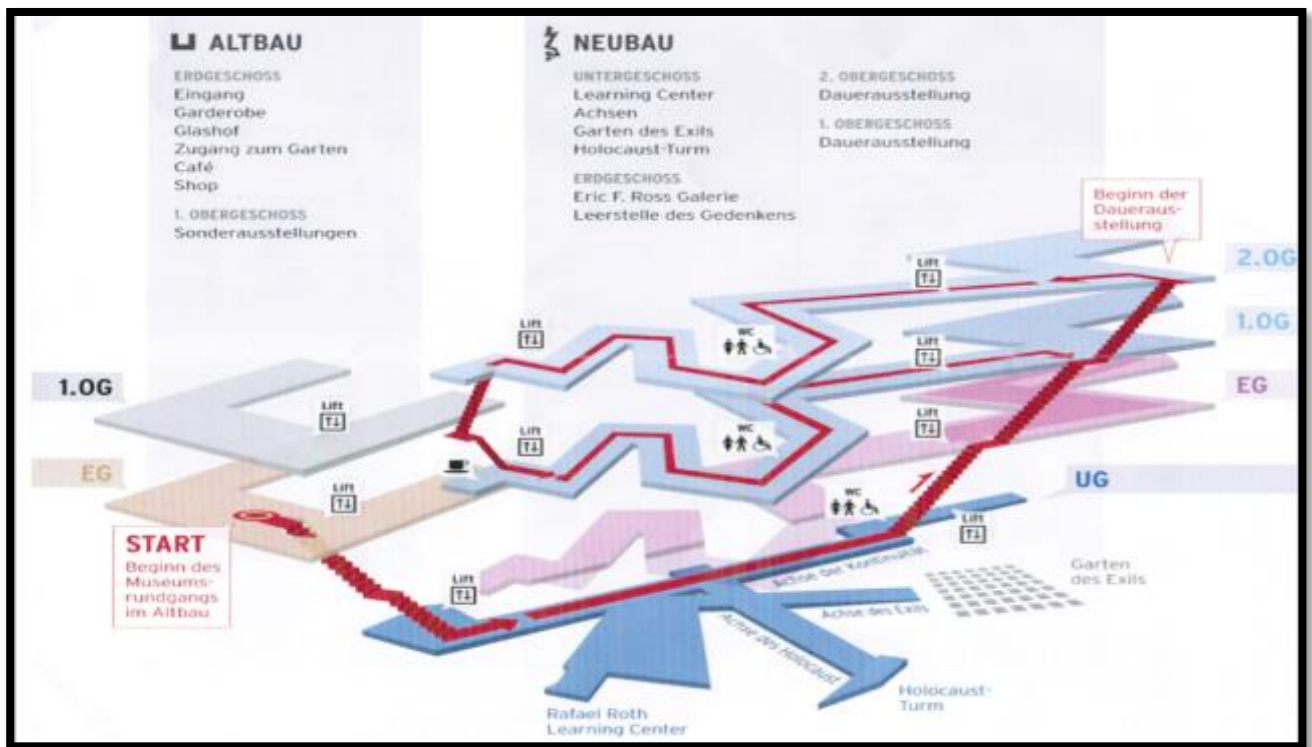 ALTBAU
ERDGESCHOSS
Eingang
Garderobe
Glashof
Zugang zum Garten
Café
Shop
1. OBERGESCHOSS
Sonderausstellungen
NEUBAU
UNTERGESCHOSS
Learning Center
Achsen
Garten des Exils
Holocaust-Turm
ERDGESCHOSS
Eric F. Ross Galerie
Leerstelle des Gedenkens
2. OBERGESCHOSS
Dauerausstellung
1. OBERGESCHOSS
Dauerausstellung
Beginn der
Daueraus-
stellung
2.OG
Lift
1.OG
Lift
WC
Lift
EG
1.OG
Lift
Lift
Lift
WC
EG
Lift
UG
WC
Lift
START
Beginn des
Museums-
rundgangs
im Altbau
Lift
Achse der Kontinuität
Garten
des Exils
Achse des Exils
Achse des Holocaust
Holocaust-
Turm
Rafael Roth
Learning Center